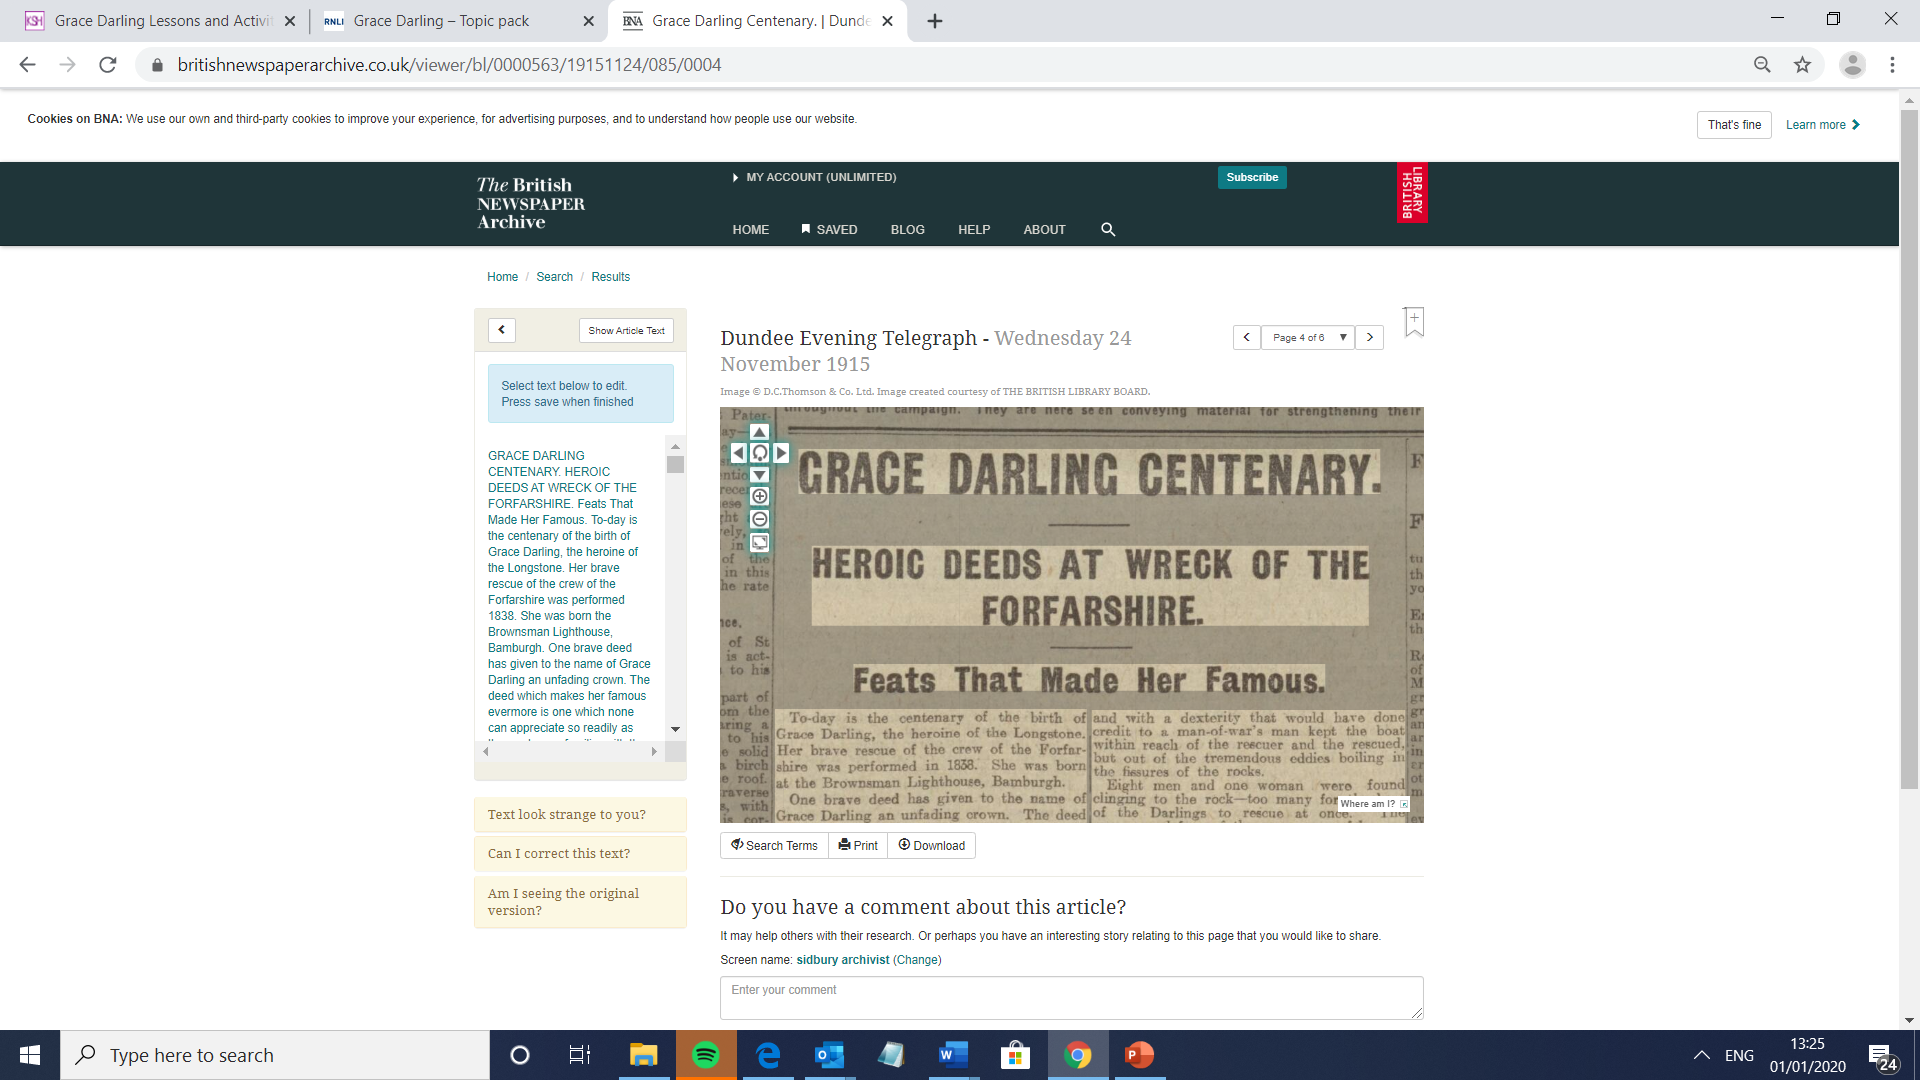 Grace Darling Lessons and Activit
RNLI Grace Darling – Topic pack
BNA Grace Darling Centenary. | Dunde
britishnewspaperarchive.co.uk/viewer/bl/0000563/19151124/085/0004
Cookies on BNA: We use our own and third-party cookies to improve your experience, for advertising purposes, and to understand how people use our website.
That's fine
Learn more
The British
NEWSPAPER
Archive
MY ACCOUNT (UNLIMITED)
Subscribe
BRITISH
LIBRARY
HOME SAVED BLOG HELP ABOUT
Home / Search / Results
Show Article Text
Select text below to edit.
Press save when finished
GRACE DARLING
CENTENARY. HEROIC
DEEDS AT WRECK OF THE
FORFARSHIRE. Feats That
Made Her Famous. To-day is
the centenary of the birth of
Grace Darling, the heroine of
the Longstone. Her brave
rescue of the crew of the
Forfarshire was performed
1838. She was born the
Brownsman Lighthouse,
Bamburgh. One brave deed
has given to the name of Grace
Darling an unfading crown. The
deed which makes her famous
evermore is one which none
can appreciate so readily as
Text look strange to you?
Can I correct this text?
Am I seeing the original
version?
Dundee Evening Telegraph - Wednesday 24
November 1915
Page 4 of 6
Image © D.C.Thomson & Co. Ltd. Image created courtesy of THE BRITISH LIBRARY BOARD.
throughout the campaign. They are here seen conveying material for strengthening their
GRACE DARLING CENTENARY.
HEROIC DEEDS AT WRECK OF THE
FORFARSHIRE.
Feats That Made Her Famous.
To-day is the centenary of the birth of
Grace Darling, the heroine of the Longstone.
Her brave rescue of the crew of the Forfar-
shire was performed in 1838. She was born
at the Brownsman Lighthouse, Bamburgh.
One brave deed has given to the name of
Grace Darling an unfading crown. The deed
and with a dexterity that would have done
credit to a man-of-war's man kept the boat
within reach of the rescuer and the rescued,
but out of the tremendous eddies boiling in
the fissures of the rocks.
Eight men and one woman were found
clinging to the rock—too many for
of the Darlings to rescue at once. The
Where am I?
Search Terms Print Download
Do you have a comment about this article?
It may help others with their research. Or perhaps you have an interesting story relating to this page that you would like to share.
Screen name: sidbury archivist (Change)
Enter your comment
Type here to search
ENG
13:25
01/01/2020
24